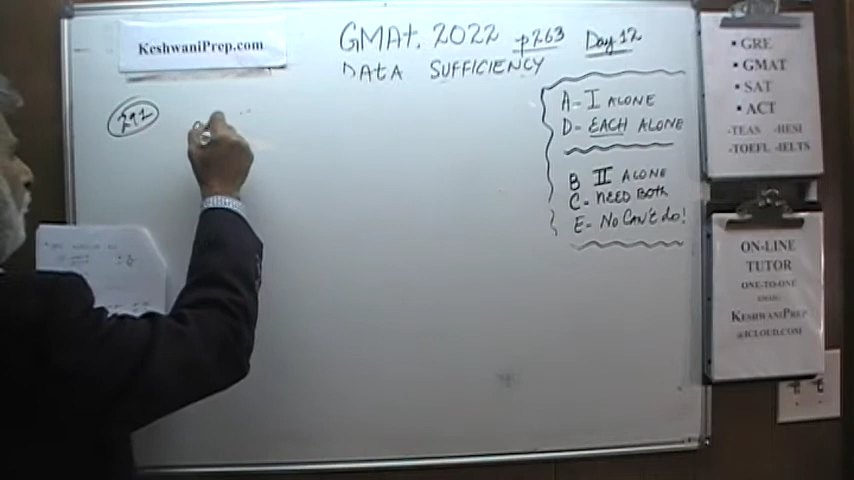 KeshwaniPrep.com
GMAt. 2022 p263 Day 12
DATA SUFFICIENCY
291
A- I ALONE
D= EACH ALONE
B II ALONE
C= NEED BOTH
E= NO CAN'T do!
▪ GRE
▪ GMAT
▪ SAT
▪ ACT
-TEAS -HESI
-TOEFL -IELTS
ON-LINE
TUTOR
ONE-TO-ONE
KESHWANIPREP
@ICLOUD.COM